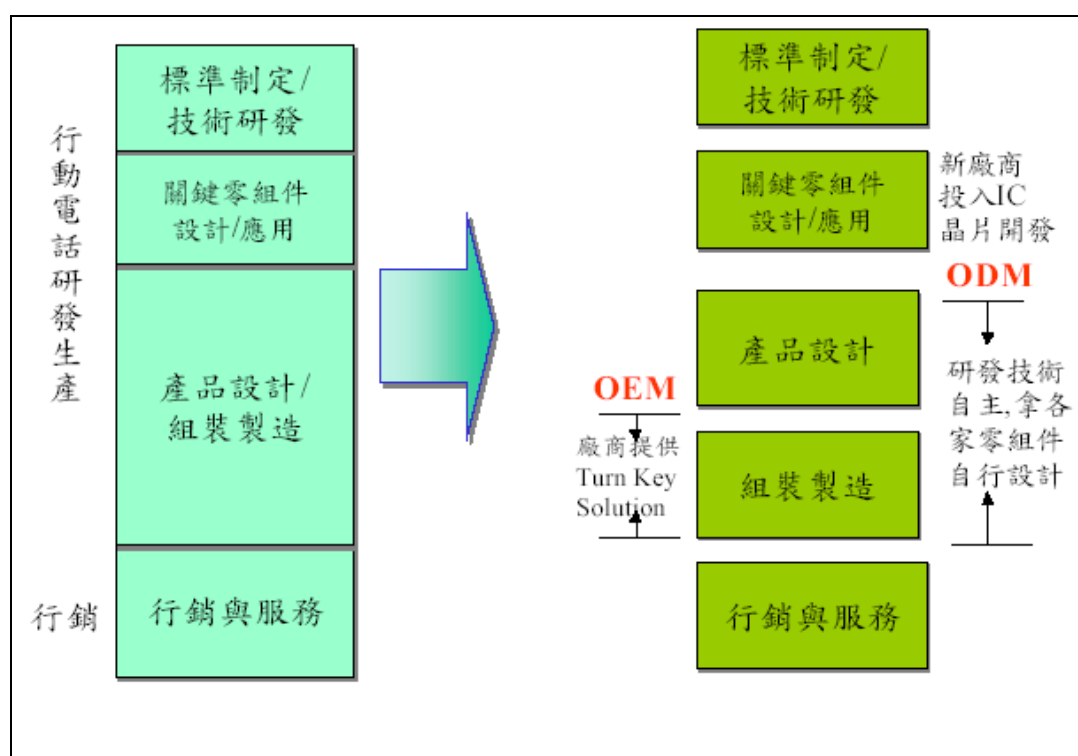 行動電話研發生產
標準制定/
技術研發
關鍵零組件
設計/應用
產品設計/
組裝製造
行銷
行銷與服務
標準制定/
技術研發
關鍵零組件
設計/應用
新廠商
投入IC
晶片開發
ODM
產品設計
研發技術
自主,拿各
家零組件
自行設計
OEM
廠商提供
Turn Key
Solution
組裝製造
行銷與服務